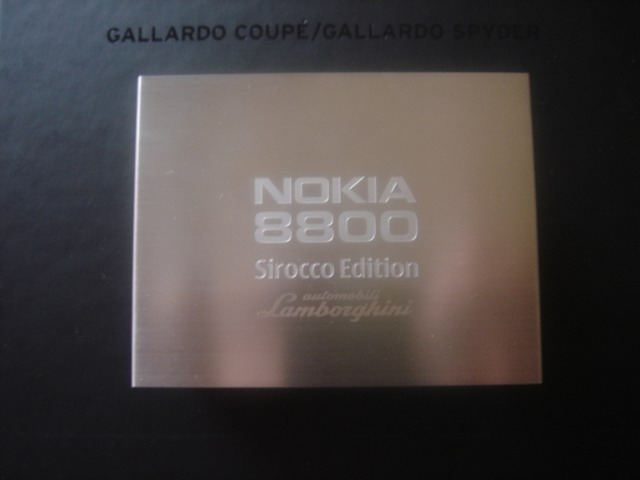 GALLARDO COUPÉ/GALLARDO SPYDER
NOKIA
8800
Sirocco Edition
automobili
Lamborghini